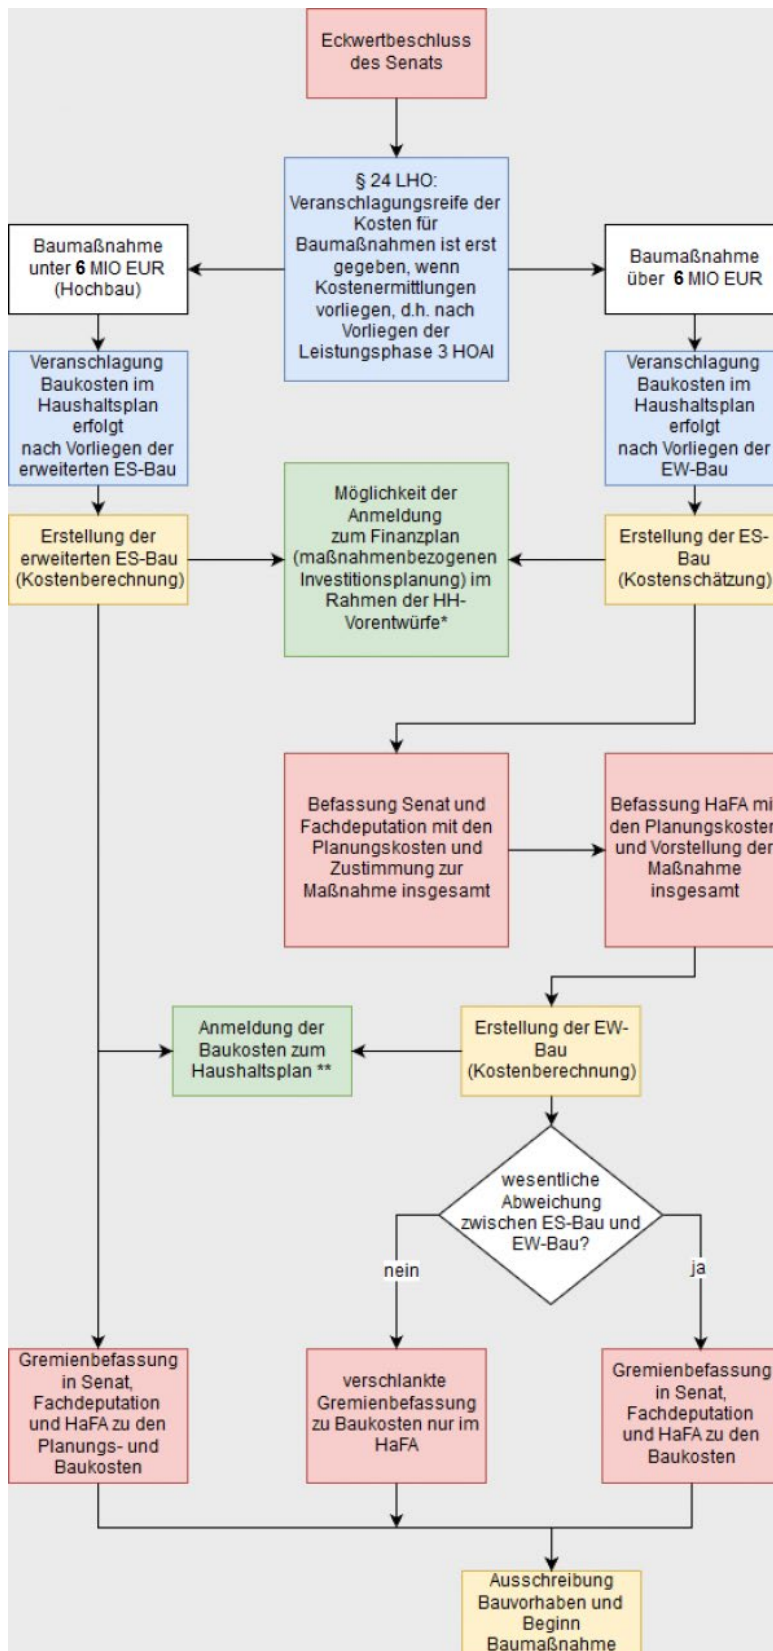 Eckwertbeschluss
des Senats
§ 24 LHO:
Veranschlagungsreife der
Kosten für
Baumaßnahmen ist erst
gegeben, wenn
Kostenermittlungen
vorliegen, d.h. nach
Vorliegen der
Leistungsphase 3 HOAI
Baumaßnahme
unter 6 MIO EUR
(Hochbau)
Baumaßnahme
über 6 MIO EUR
Veranschlagung
Baukosten im
Haushaltsplan
erfolgt
nach Vorliegen der
erweiterten ES-Bau
Veranschlagung
Baukosten im
Haushaltsplan
erfolgt
nach Vorliegen der
EW-Bau
Erstellung der
erweiterten ES-Bau
(Kostenberechnung)
Möglichkeit der
Anmeldung
zum Finanzplan
(maßnahmenbezogenen
Investitionsplanung) im
Rahmen der HH-
Vorentwürfe*
Erstellung der ES-
Bau
(Kostenschätzung)
Befassung Senat und
Fachdeputation mit den
Planungskosten und
Zustimmung zur
Maßnahme insgesamt
Befassung HaFA mi
den Planungskosten
und Vorstellung der
Maßnahme
insgesamt
Anmeldung der
Baukosten zum
Haushaltsplan **
Erstellung der EW-
Bau
(Kostenberechnung)
wesentliche
Abweichung
zwischen ES-Bau und
EW-Bau?
nein
ja
Gremienbefassung
in Senat,
Fachdeputation
und HaFA zu den
Planungs- und
Baukosten
verschlankte
Gremienbefassung
zu Baukosten nur im
HaFA
Gremienbefassung
in Senat,
Fachdeputation
und HaFA zu den
Baukosten
Ausschreibung
Bauvorhaben und
Beginn
Baumaßnahme